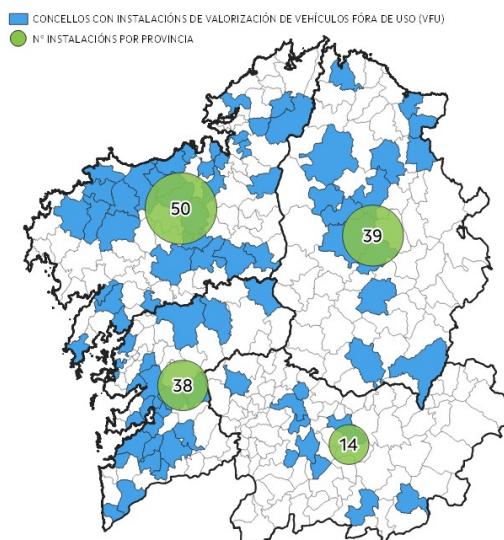 CONCELLOS CON INSTALACIÓNS DE VALORIZACIÓN DE VEHÍCULOS FÓRA DE USO (VFU)
Nº INSTALACIÓNS POR PROVINCIA
50
39
38
14